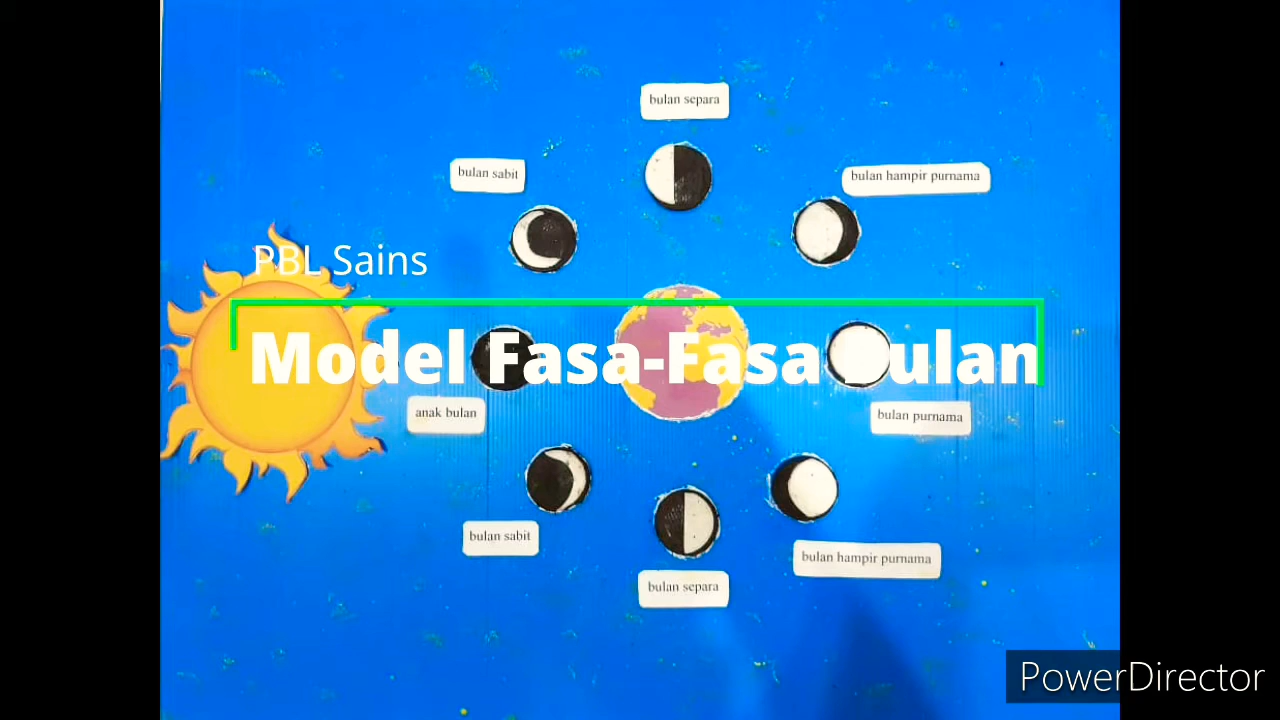 bulan separa
bulan sabit
bulan hampir purnama
PBL Sains
Model Fasa-Fasa Bulan
anak bulan
bulan purnama
bulan sabit
bulan hampir purnama
bulan separa
PowerDirector